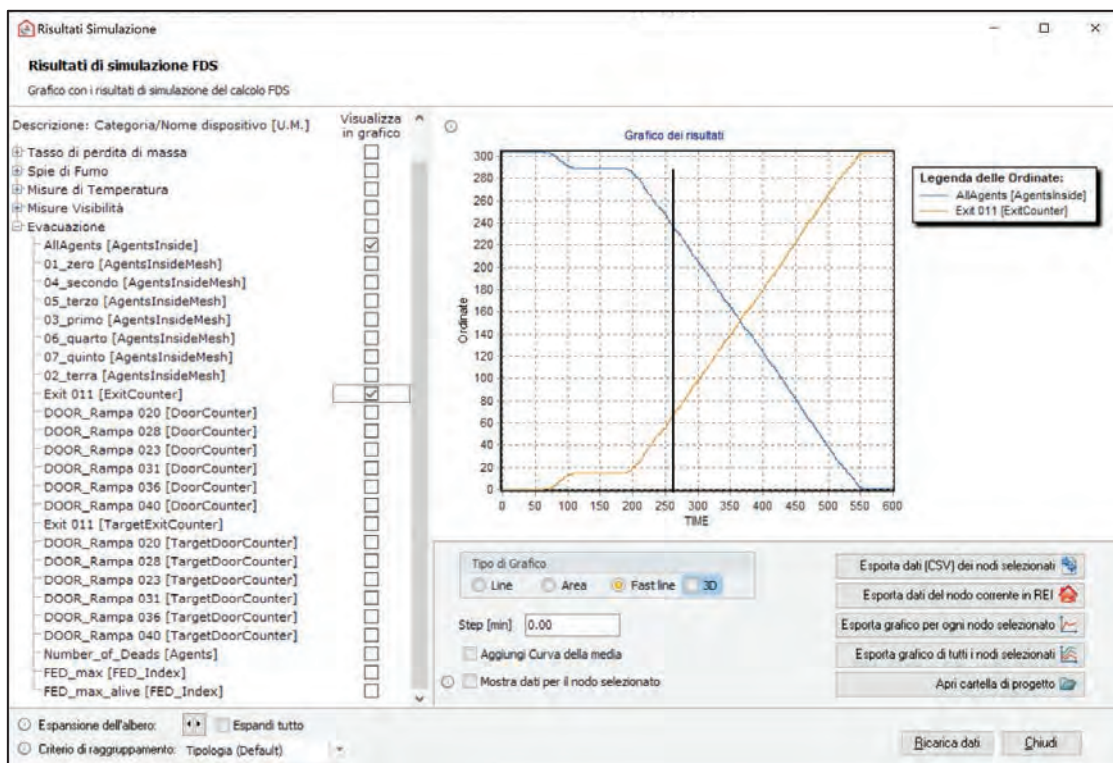 Risultati Simulazione
Risultati di simulazione FDS
Grafico con i risultati di simulazione del calcolo FDS
Descrizione: Categoria/Nome dispositivo [U.M.]
Visualizza
in grafico
Tasso di perdita di massa
Spie di Fumo
Misure di Temperatura
Misure Visibilità
Evacuazione
AllAgents [AgentsInside]
01_zero [AgentsInsideMesh]
04_secondo [AgentsInsideMesh]
05_terzo [AgentsInsideMesh]
03_primo [AgentsInsideMesh]
06_quarto [AgentsInsideMesh]
07_quinto [AgentsInsideMesh]
02_terra [AgentsInsideMesh]
Exit 011 [ExitCounter]
DOOR_Rampa 020 [DoorCounter]
DOOR_Rampa 028 [DoorCounter]
DOOR_Rampa 023 [DoorCounter]
DOOR_Rampa 031 [DoorCounter]
DOOR_Rampa 036 [DoorCounter]
DOOR_Rampa 040 [DoorCounter]
Exit 011 [TargetExitCounter]
DOOR_Rampa 020 [TargetDoorCounter]
DOOR_Rampa 028 [TargetDoorCounter]
DOOR_Rampa 023 [TargetDoorCounter]
DOOR_Rampa 031 [TargetDoorCounter]
DOOR_Rampa 036 [TargetDoorCounter]
DOOR_Rampa 040 [TargetDoorCounter]
Number_of_Deads [Agents]
FED_max [FED_Index]
FED_max_alive [FED_Index]
Espansione dell'albero:
Espandi tutto
Criterio di raggruppamento: Tipologia (Default)
Grafico dei risultati
300
280
260
240
220
200
180
160
140
120
100
80
60
40
20
0
Ordinate
0 50 100 150 200 250 300 350 400 450 500 550 600
TIME
Legenda delle Ordinate:
AllAgents [AgentsInside]
Exit 011 [ExitCounter]
Tipo di Grafico
Line Area Fast line 3D
Step [min] 0.00
Aggiungi Curva della media
Mostra dati per il nodo selezionato
Esporta dati (CSV) dei nodi selezionati
Esporta dati del nodo corrente in REI
Esporta grafico per ogni nodo selezionato
Esporta grafico di tutti i nodi selezionati
Apri cartella di progetto
Ricarica dati Chiudi